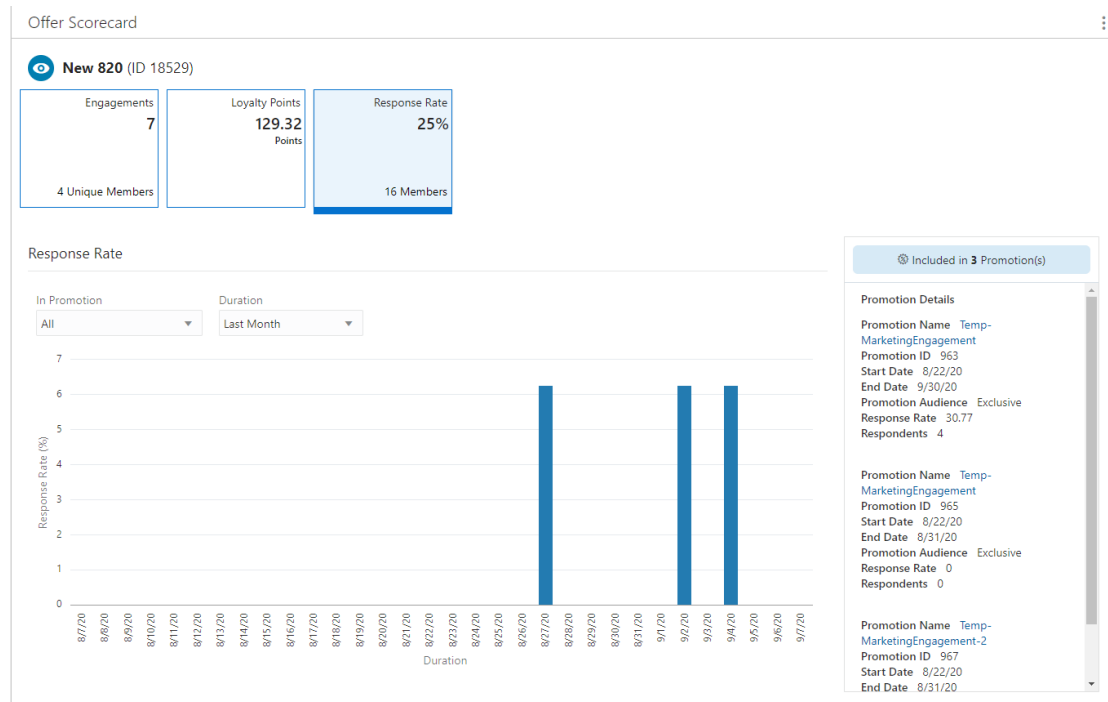 Offer Scorecard
New 820 (ID 18529)
Engagements
7
4 Unique Members
Loyalty Points
129.32
Points
Response Rate
25%
16 Members
Response Rate
In Promotion
All
Duration
Last Month
7
6
5
4
3
2
1
0
Response Rate (%)
8/7/20
8/8/20
8/9/20
8/10/20
8/11/20
8/12/20
8/13/20
8/14/20
8/15/20
8/16/20
8/17/20
8/18/20
8/19/20
8/20/20
8/21/20
8/22/20
8/23/20
8/24/20
8/25/20
8/26/20
8/27/20
8/28/20
8/29/20
8/30/20
8/31/20
9/1/20
9/2/20
9/3/20
9/4/20
9/5/20
9/6/20
9/7/20
Duration
Included in 3 Promotion(s)
Promotion Details
Promotion Name Temp-
MarketingEngagement
Promotion ID 963
Start Date 8/22/20
End Date 9/30/20
Promotion Audience Exclusive
Response Rate 30.77
Respondents 4
Promotion Name Temp-
MarketingEngagement
Promotion ID 965
Start Date 8/22/20
End Date 8/31/20
Promotion Audience Exclusive
Response Rate 0
Respondents 0
Promotion Name Temp-
MarketingEngagement-2
Promotion ID 967
Start Date 8/22/20
End Date 8/31/20